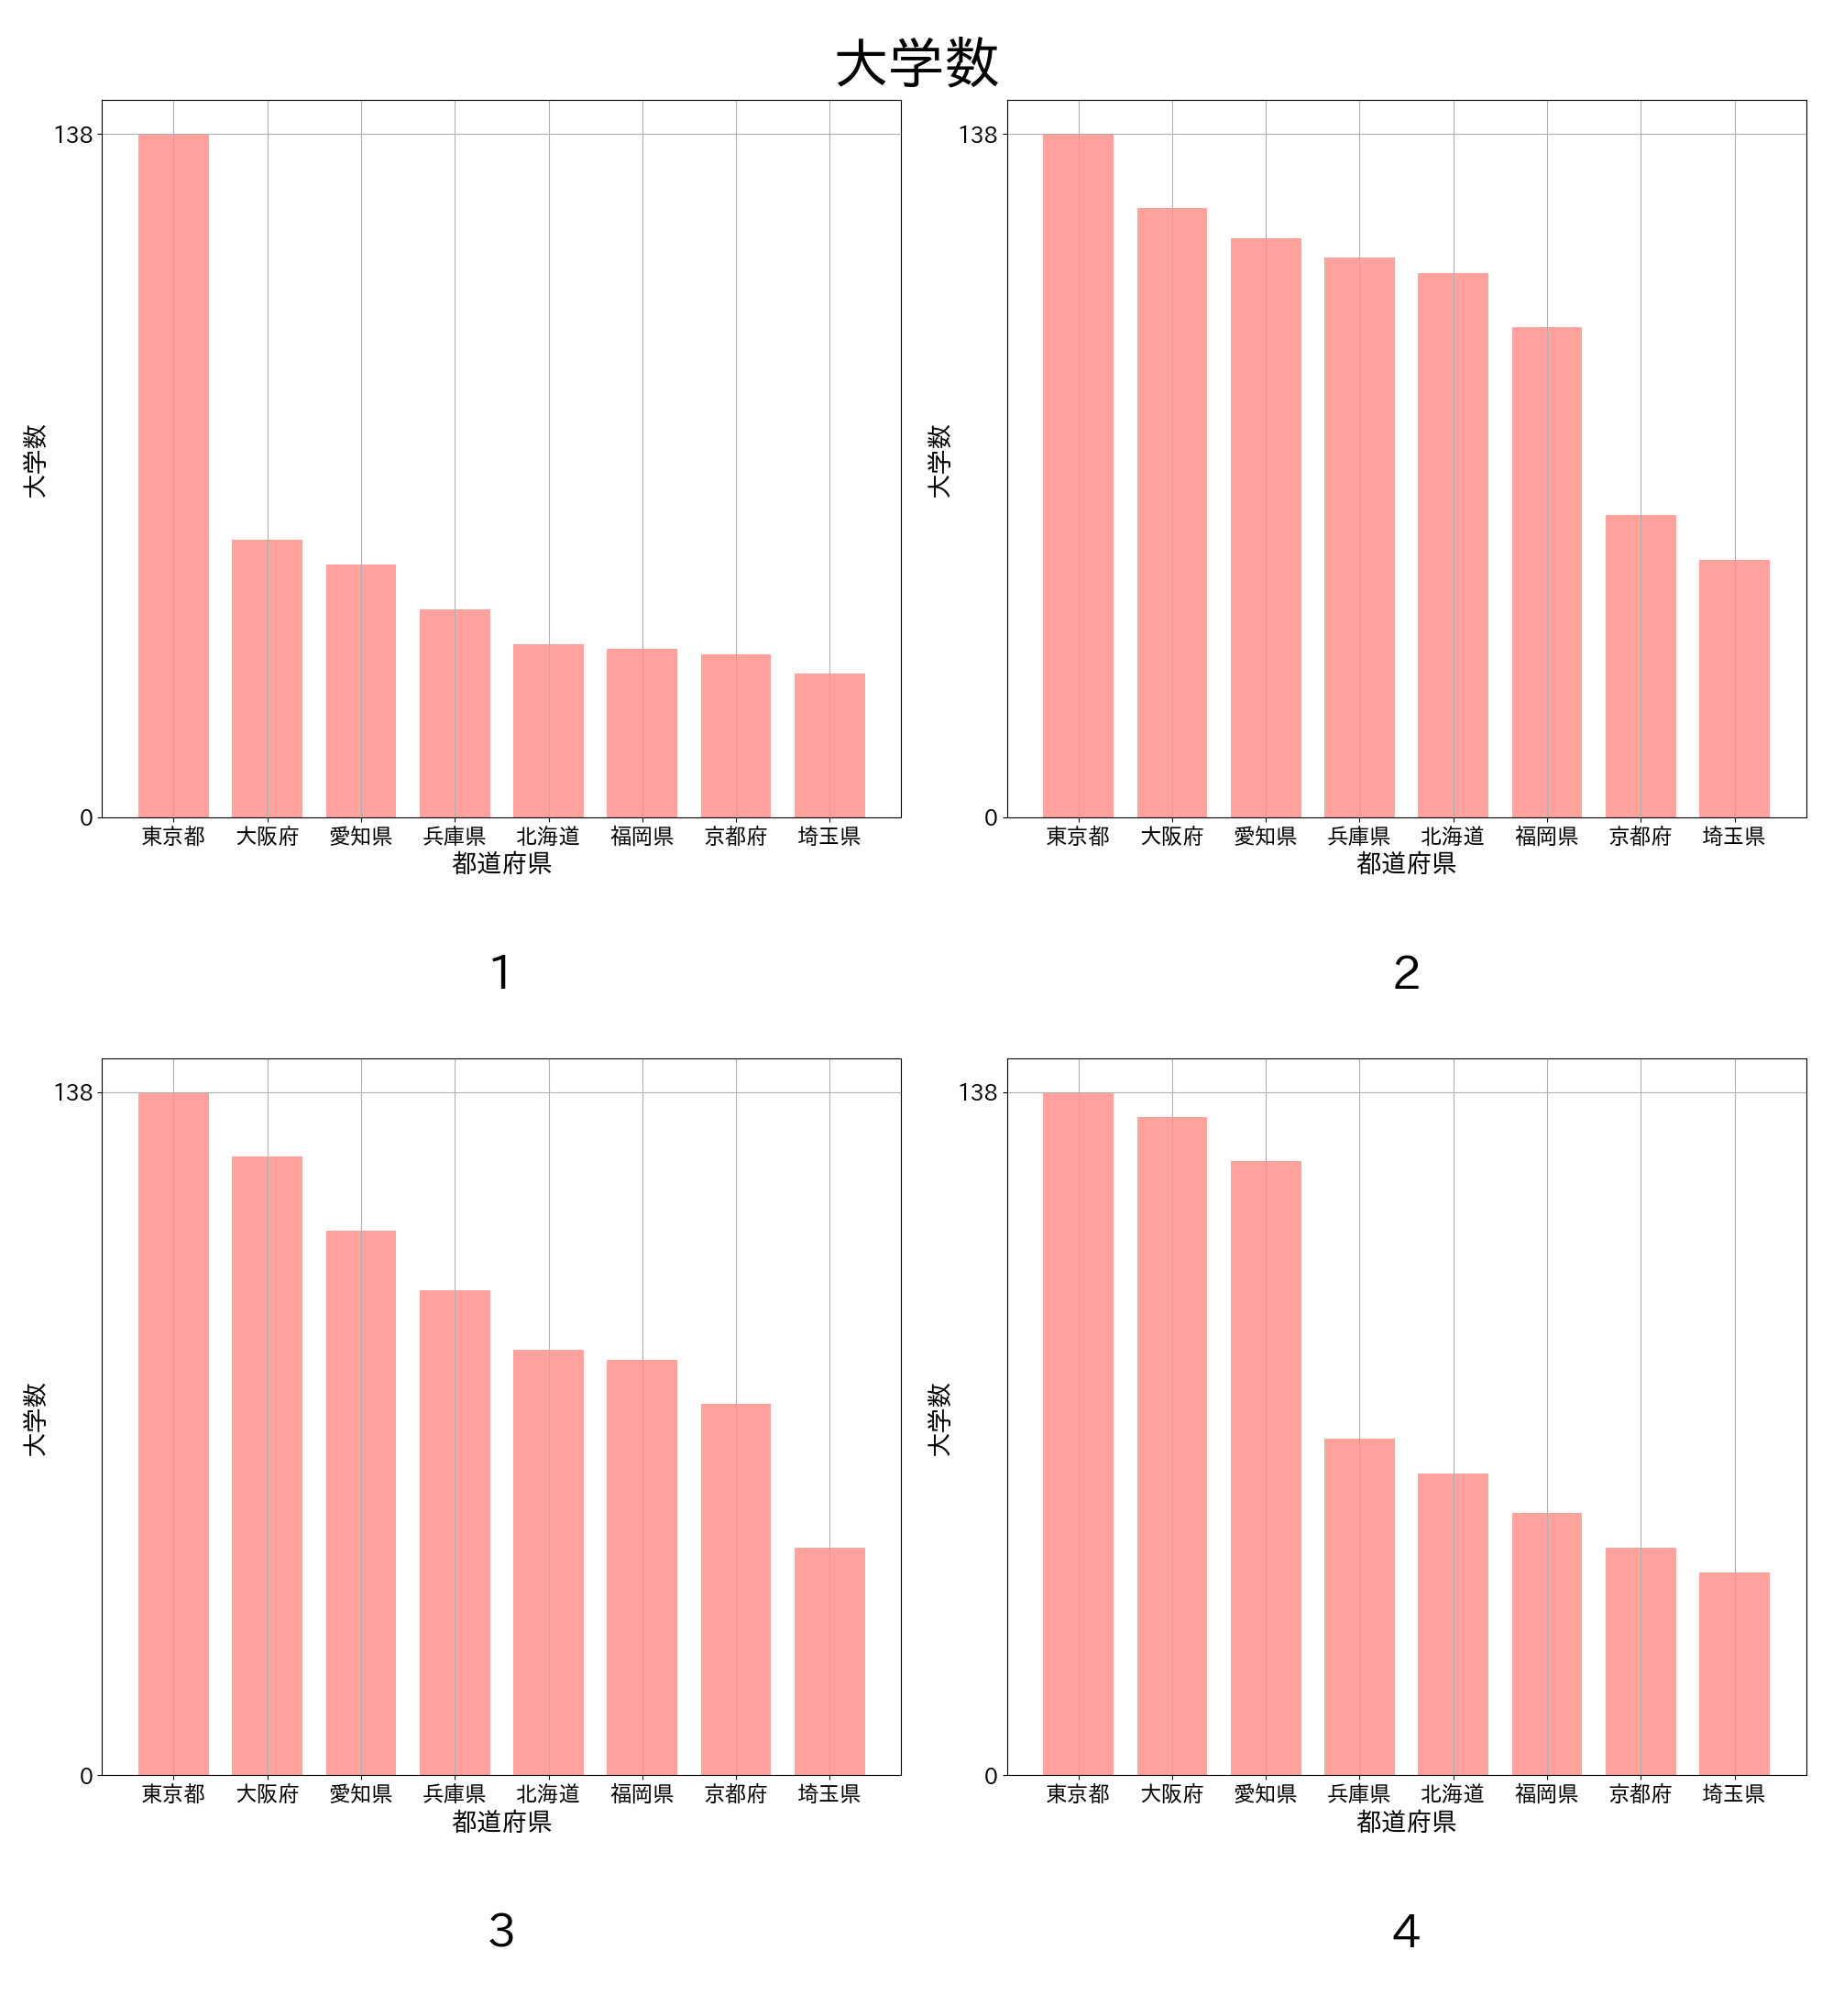 大学数
138
大学数
0
東京都 大阪府 愛知県 兵庫県 北海道 福岡県 京都府 埼玉県
都道府県
1
138
大学数
0
東京都 大阪府 愛知県 兵庫県 北海道 福岡県 京都府 埼玉県
都道府県
2
138
大学数
0
東京都 大阪府 愛知県 兵庫県 北海道 福岡県 京都府 埼玉県
都道府県
3
138
大学数
0
東京都 大阪府 愛知県 兵庫県 北海道 福岡県 京都府 埼玉県
都道府県
4